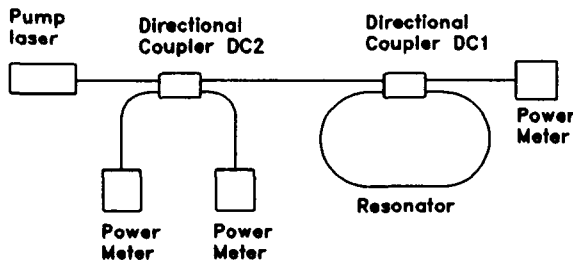 Pump
laser
Directional
Coupler DC2
Directional
Coupler DC1
Power
Meter
Resonator
Power
Meter
Power
Meter